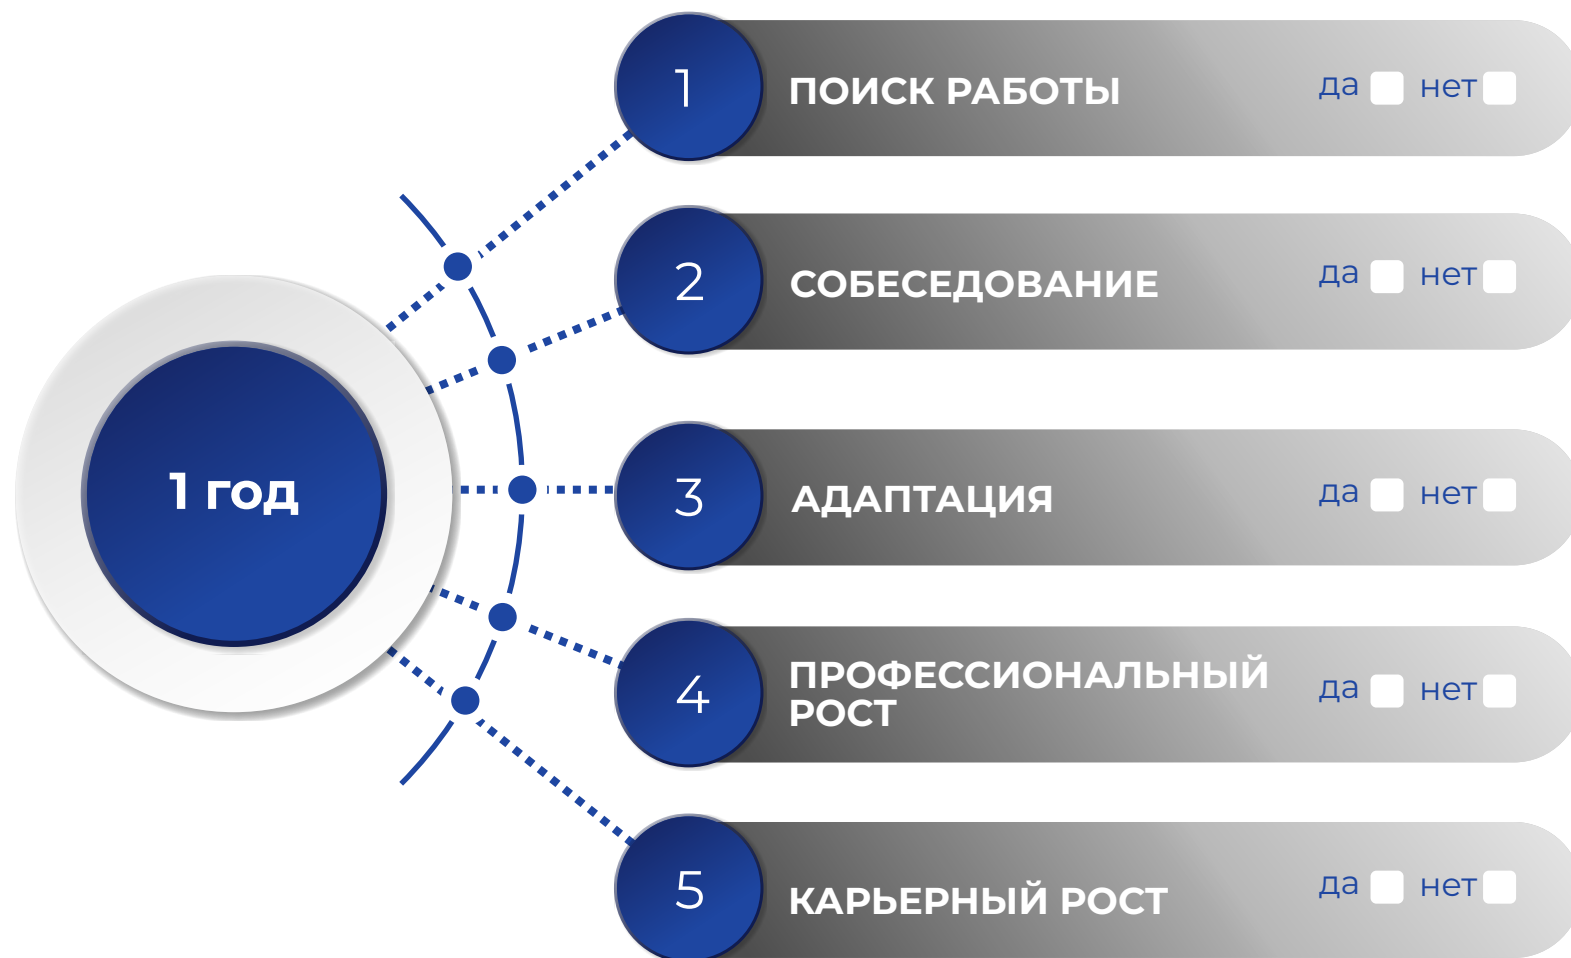 1 год
1
ПОИСК РАБОТЫ
да нет
2
СОБЕСЕДОВАНИЕ
да нет
3
АДАПТАЦИЯ
да нет
4
ПРОФЕССИОНАЛЬНЫЙ
РОСТ
да нет
5
КАРЬЕРНЫЙ РОСТ
да нет